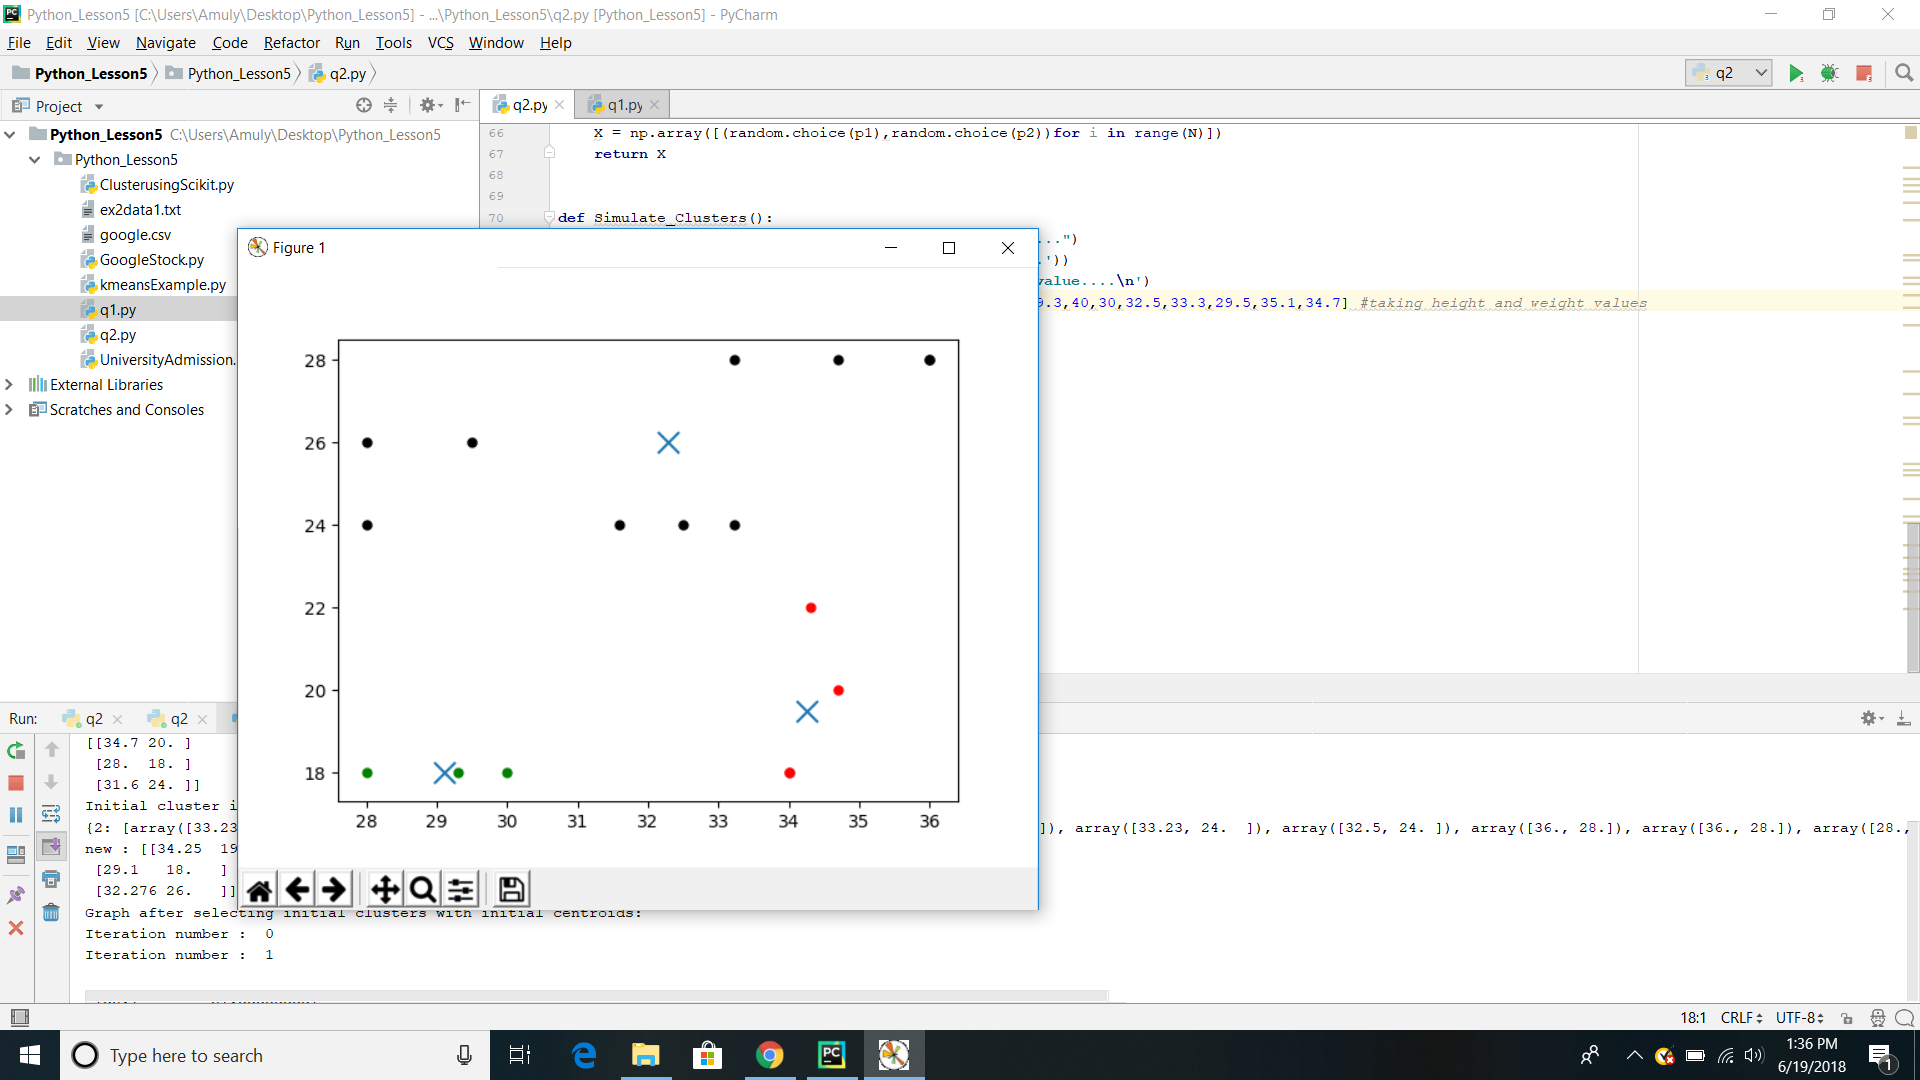 Python_Lesson5 [C:\Users\Amuly\Desktop\Python_Lesson5] - ...\Python_Lesson5\q2.py [Python_Lesson5] - PyCharm
File Edit View Navigate Code Refactor Run Tools VCS Window Help
Python_Lesson5 Python_Lesson5 q2.py q2
Project q2.py q1.py
Python_Lesson5 C:\Users\Amuly\Desktop\Python_Lesson5
Python_Lesson5
ClusterusingScikit.py
ex2data1.txt
google.csv
GoogleStock.py
kmeansExample.py
q1.py
q2.py
UniversityAdmission.
External Libraries
Scratches and Consoles
66 X = np.array([(random.choice(p1),random.choice(p2))for i in range(N)])
67 return X
68
69
70 def Simulate_Clusters():
...")
.'))
value....\n')
9.3,40,30,32.5,33.3,29.5,35.1,34.7] #taking height and weight values
Figure 1
28
26
24
22
20
18
28 29 30 31 32 33 34 35 36
Run: q2 q2
[[34.7 20. ]
[28. 18. ]
[31.6 24. ]]
Initial cluster i
{2: [array([33.23 ]), array([33.23, 24. ]), array([32.5, 24. ]), array([36., 28.]), array([36., 28.]), array([28.,
new : [[34.25 19
[29.1 18. ]
[32.276 26. ]]
Graph after selecting initial clusters with initial centroids:
Iteration number : 0
Iteration number : 1
18:1 CRLF UTF-8
Type here to search
PC
1:36 PM
6/19/2018
1